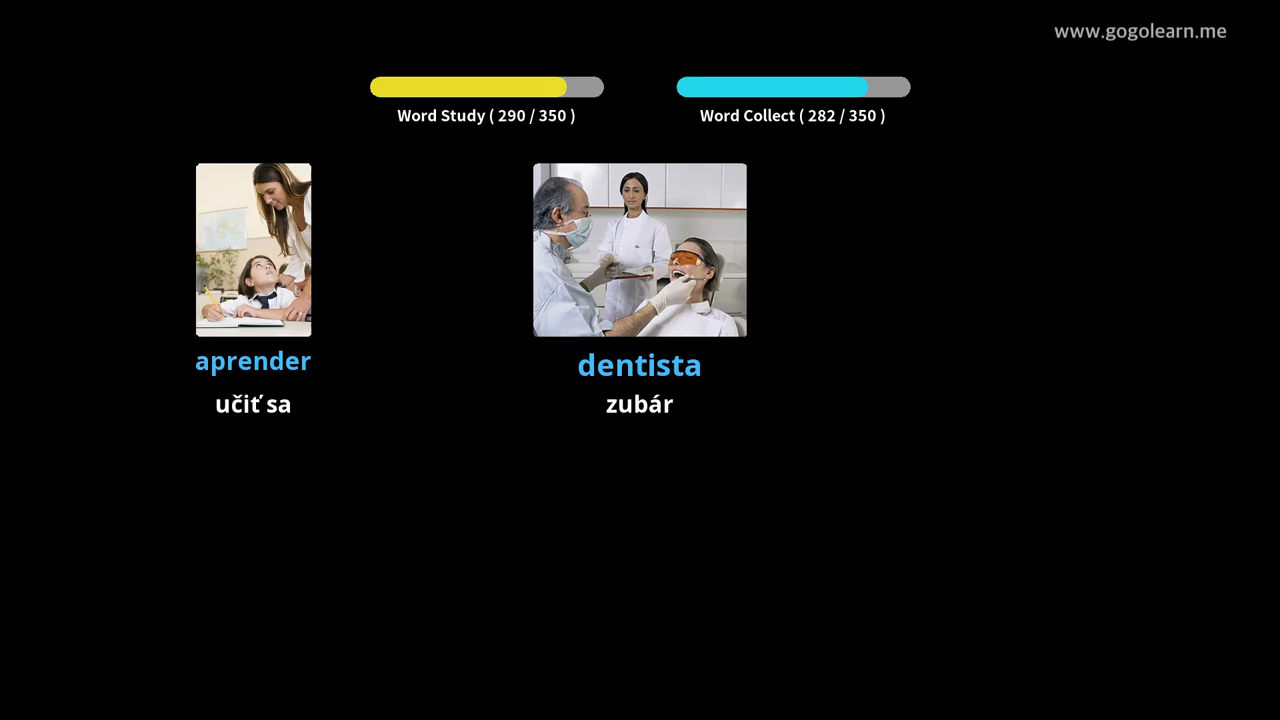 www.gogolearn.me
Word Study ( 290 / 350 )
Word Collect ( 282 / 350 )
aprender
učiť sa
dentista
zubár